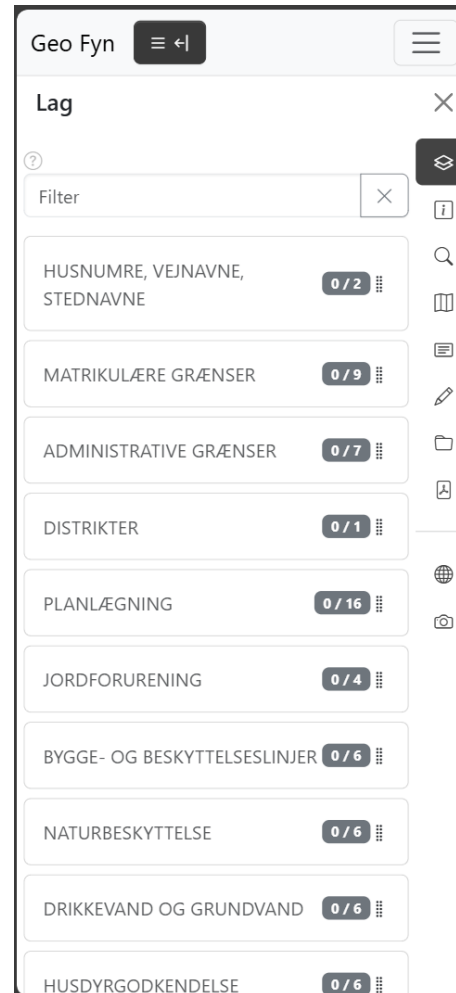 Geo Fyn
Lag
Filter
HUSNUMRE, VEJNAVNE,
STEDNAVNE
0 / 2
MATRIKULÆRE GRÆNSER 0 / 9
ADMINISTRATIVE GRÆNSER 0 / 7
DISTRIKTER 0 / 1
PLANLÆGNING 0 / 16
JORDFORURENING 0 / 4
BYGGE- OG BESKYTTELSESLINJER 0 / 6
NATURBESKYTTELSE 0 / 6
DRIKKEVAND OG GRUNDVAND 0 / 6
HUSDYRGODKENDELSE 0 / 6